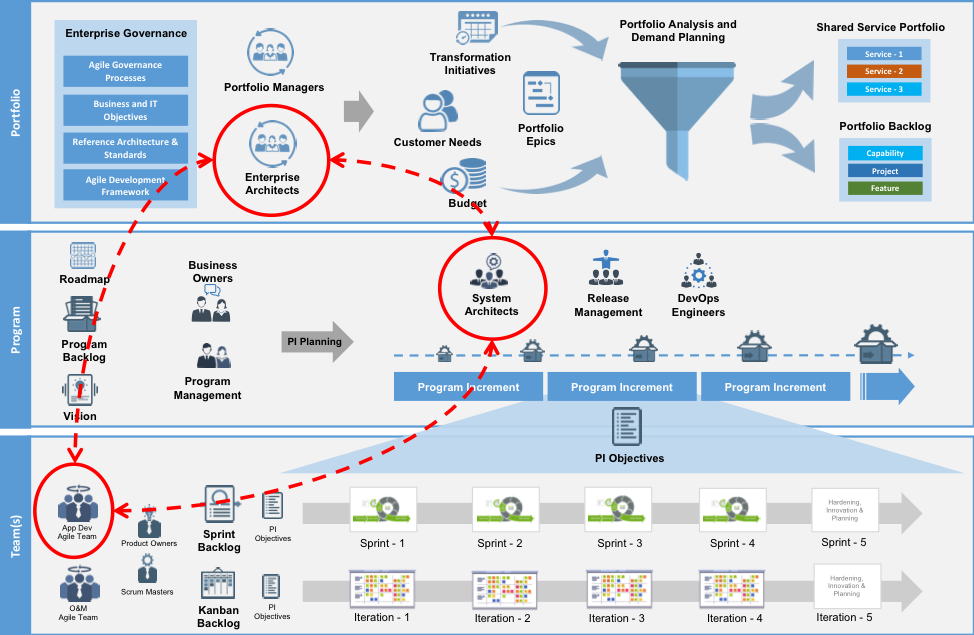 Portfolio
Enterprise Governance
Agile Governance
Processes
Business and IT
Objectives
Reference Architecture &
Standards
Agile Development
Framework
Portfolio Managers
Enterprise
Architects
Transformation
Initiatives
Customer Needs
Portfolio
Epics
Budget
Portfolio Analysis and
Demand Planning
Shared Service Portfolio
Service - 1
Service - 2
Service - 3
Portfolio Backlog
Capability
Project
Feature
Program
Roadmap
Program
Backlog
Vision
Business
Owners
Program
Management
PI Planning
System
Architects
Release
Management
DevOps
Engineers
Program Increment
Program Increment
Program Increment
PI Objectives
Team(s)
App Dev
Agile Team
Product Owners
Sprint
Backlog
PI
Objectives
Sprint - 1
Sprint - 2
Sprint - 3
Sprint - 4
Hardening,
Innovation &
Planning
Sprint - 5
O&M
Agile Team
Scrum Masters
Kanban
Backlog
PI
Objectives
Iteration - 1
Iteration - 2
Iteration - 3
Iteration - 4
Hardening,
Innovation &
Planning
Iteration - 5